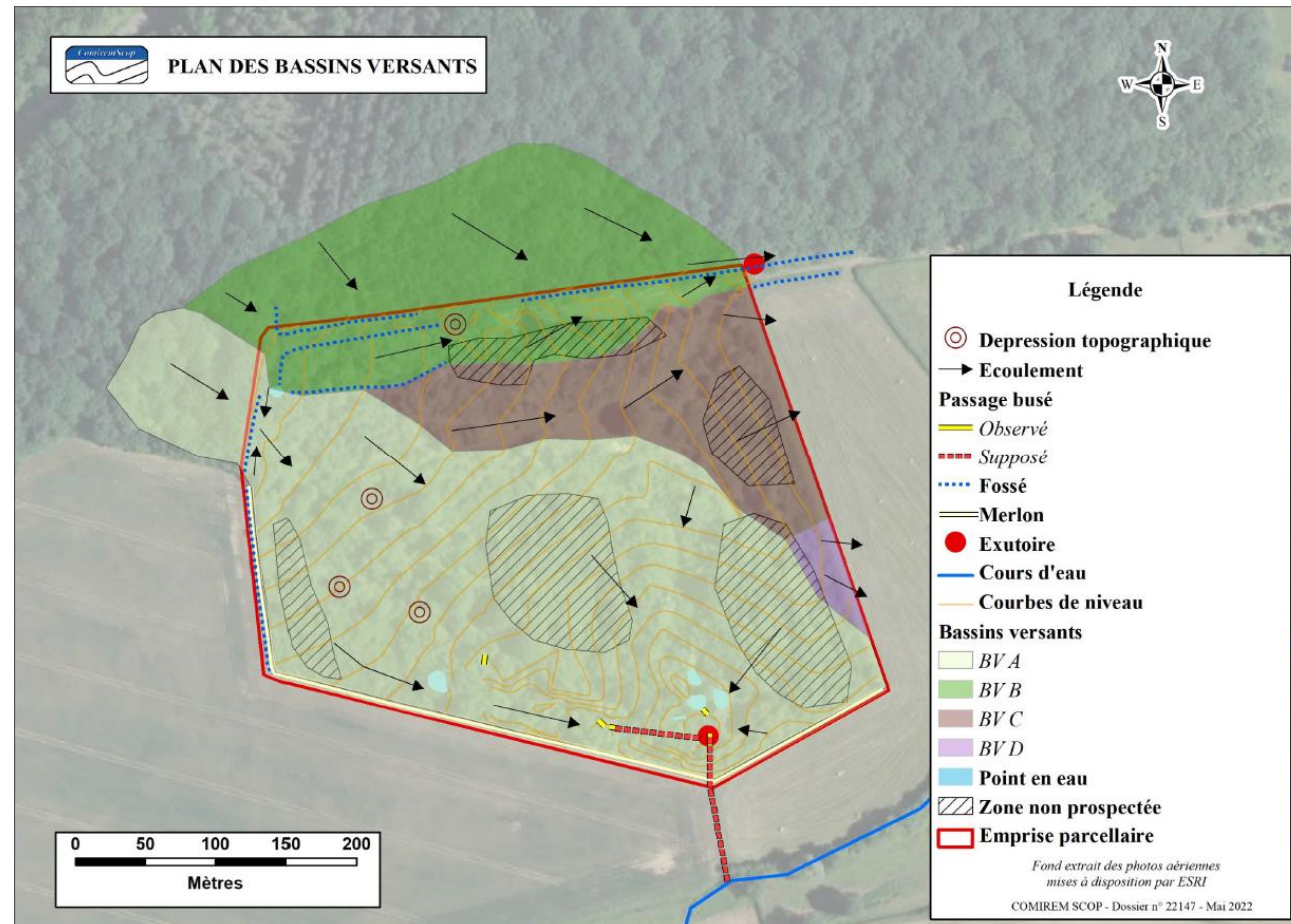 ComiremScop
PLAN DES BASSINS VERSANTS
N
W
E
S
Légende
Depression topographique
Ecoulement
Passage busé
Observé
Supposé
Fossé
Merlon
Exutoire
Cours d'eau
Courbes de niveau
Bassins versants
BV A
BV B
BV C
BV D
Point en eau
Zone non prospectée
Emprise parcellaire
Fond extrait des photos aériennes
mises à disposition par ESRI
COMIREM SCOP - Dossier n° 22147 - Mai 2022
0 50 100 150 200
Mètres